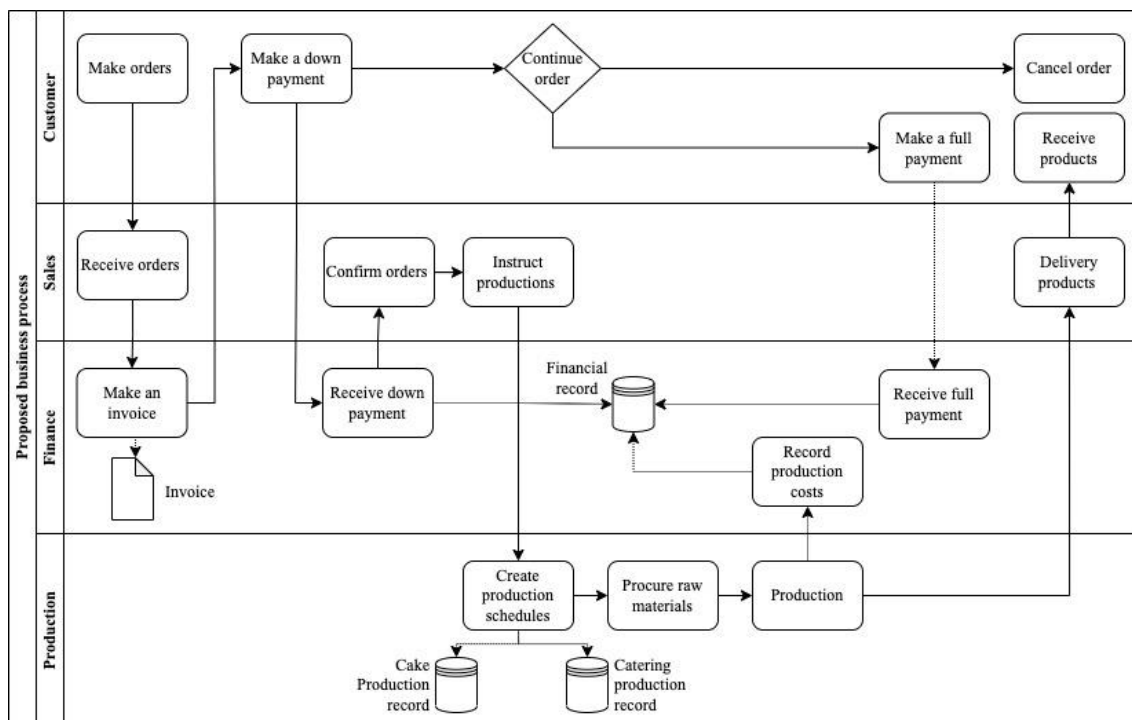 Proposed business process
Customer
Make orders
Make a down
payment
Continue
order
Cancel order
Make a full
payment
Receive
products
Sales
Receive orders
Confirm orders
Instruct
productions
Delivery
products
Finance
Make an
invoice
Invoice
Receive down
payment
Financial
record
Receive full
payment
Record
production
costs
Production
Create
production
schedules
Procure raw
materials
Production
Cake
Production
record
Catering
production
record